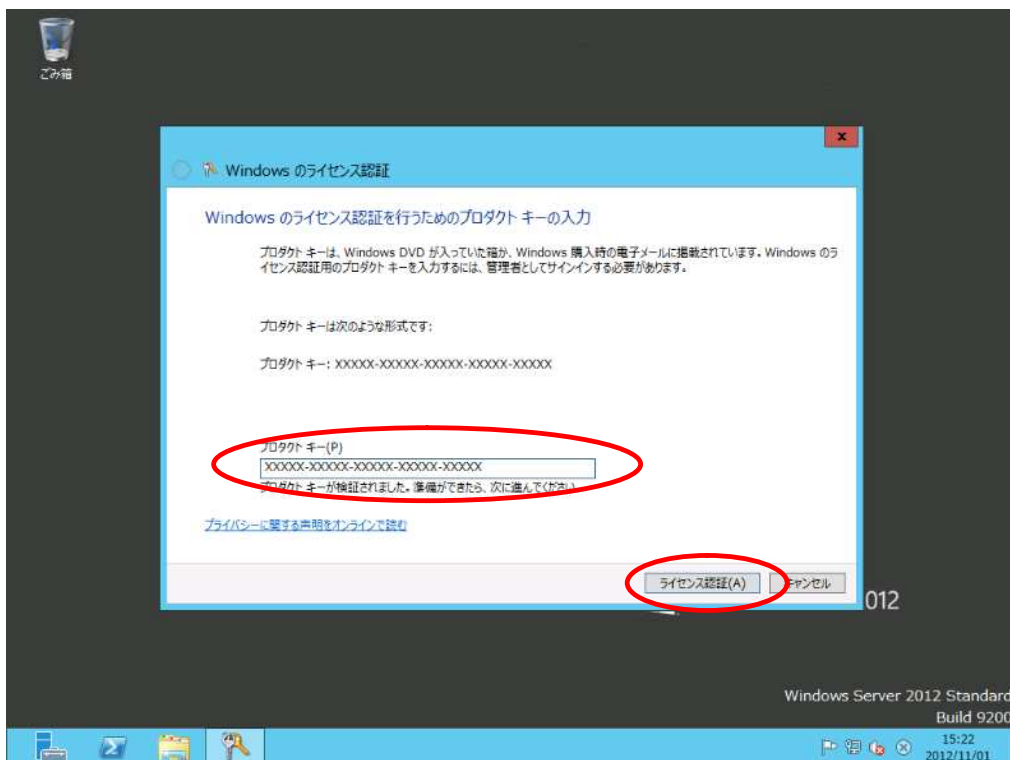 ごみ箱
Windows のライセンス認証
Windows のライセンス認証を行うためのプロダクト キーの入力
プロダクト キーは、Windows DVD が入っていた箱か、Windows 購入時の電子メールに掲載されています。Windows のラ
イセンス認証用のプロダクト キーを入力するには、管理者としてサインインする必要があります。
プロダクト キーは次のような形式です:
プロダクト キー: XXXXX-XXXXX-XXXXX-XXXXX-XXXXX
プロダクト キー(P)
XXXXX-XXXXX-XXXXX-XXXXX-XXXXX
プロダクト キーが検証されました。準備ができたら、次に進んでください。
プライバシーに関する声明をオンラインで読む
ライセンス認証(A)
キャンセル
012
Windows Server 2012 Standard
Build 9200
15:22
2012/11/01